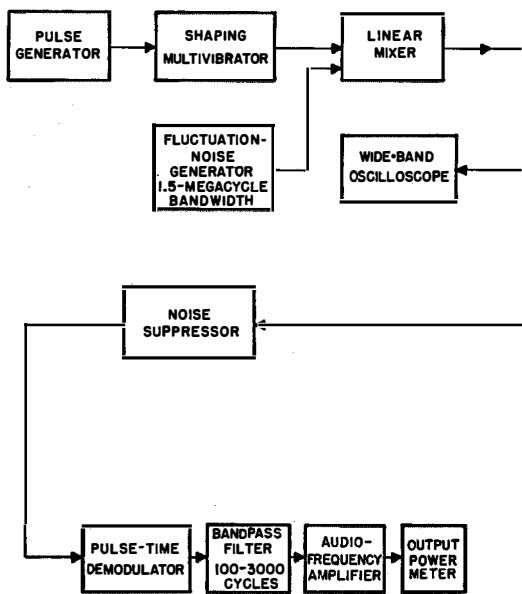 PULSE
GENERATOR
SHAPING
MULTIVIBRATOR
LINEAR
MIXER
FLUCTUATION-
NOISE
GENERATOR
1.5-MEGACYCLE
BANDWIDTH
WIDE-BAND
OSCILLOSCOPE
NOISE
SUPPRESSOR
PULSE-TIME
DEMODULATOR
BANDPASS
FILTER
100-3000
CYCLES
AUDIO-
FREQUENCY
AMPLIFIER
OUTPUT
POWER
METER